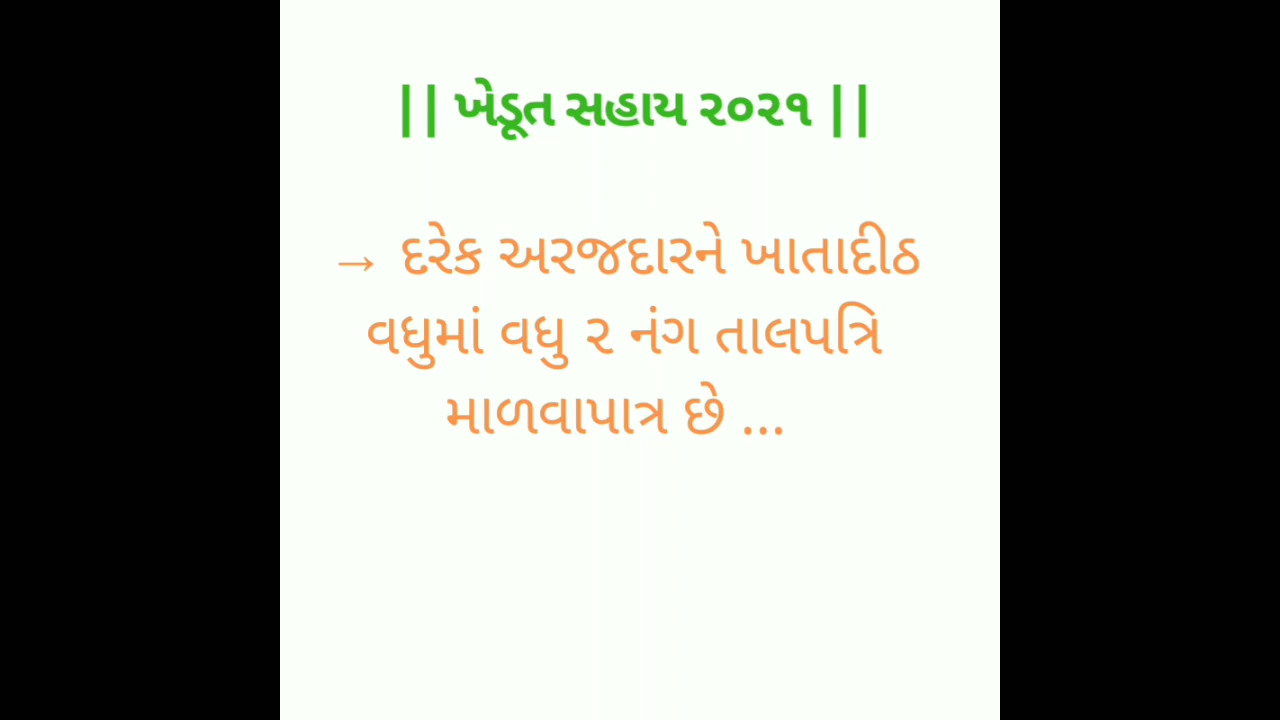 || ખેડૂત સહાય ૨૦૨૧ ||
→ દરેક અરજદારને ખાતાદીઠ
વધુમાં વધુ ૨ નંગ તાલપત્રિ
માળવાપાત્ર છે ...